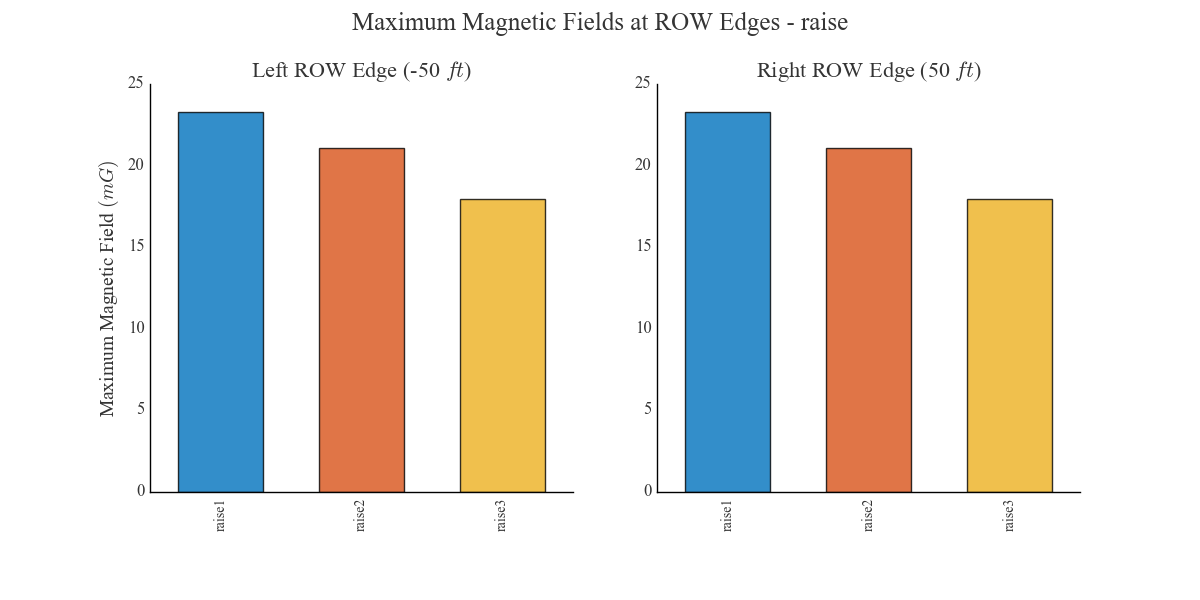 Maximum Magnetic Fields at ROW Edges - raise
Left ROW Edge (-50 ft)
Maximum Magnetic Field (mG)
25
20
15
10
5
0
raise1
raise2
raise3
Right ROW Edge (50 ft)
25
20
15
10
5
0
raise1
raise2
raise3